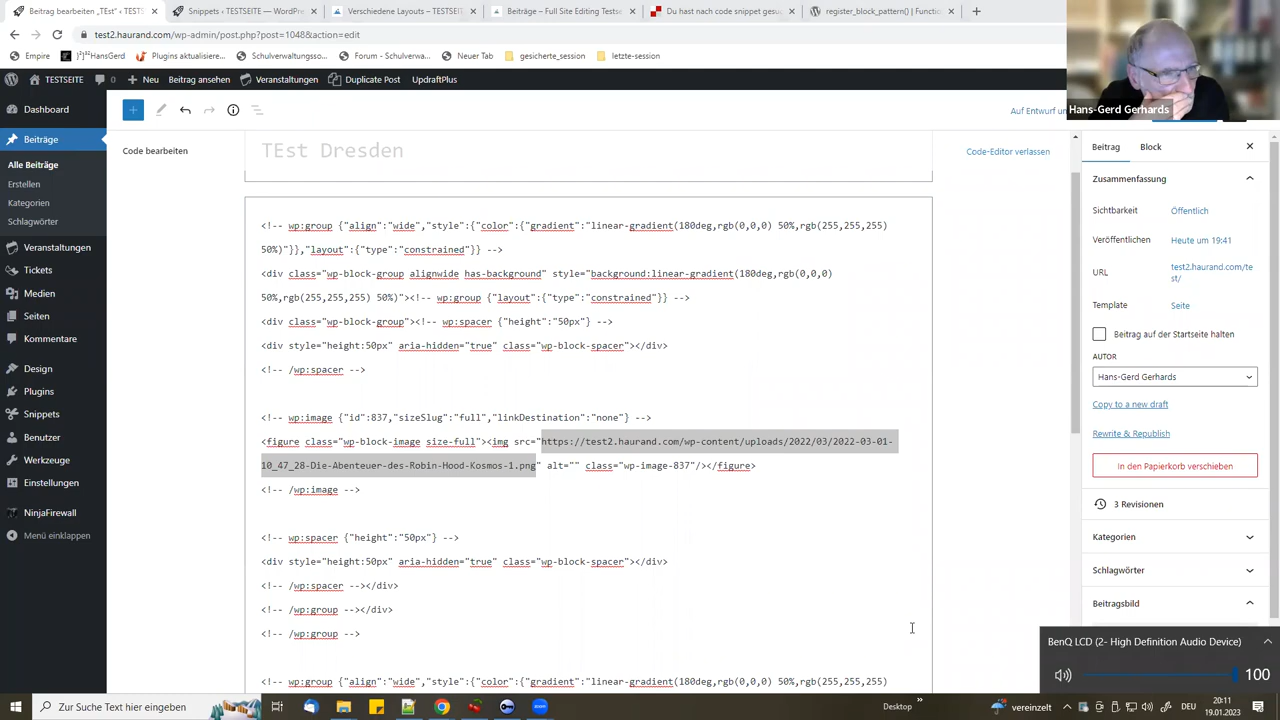 Beiträge bearbeiten ‹ TESTSEIT
Snippets ‹ TESTSEITE — WordPr
Verschiedene Layouts – TESTSEIT
Beiträge – Full Site Editing Testse
Du hast nach code snippet gesuc
register_block_pattern() | Functio
test2.haurand.com/wp-admin/post.php?post=1048&action=edit
Empire
)°]³²HansGerd
Plugins aktualisiere...
Schulverwaltungsso...
Forum - Schulverwa...
Neuer Tab
gesicherte_session
letzte-session
Hans-Gerd Gerhards
TESTSEITE
10
0
Neu
Beitrag ansehen
Veranstaltungen
Duplicate Post
UpdraftPlus
Dashboard
Beiträge
Alle Beiträge
Erstellen
Kategorien
Schlagwörter
Veranstaltungen
Tickets
Medien
Seiten
Kommentare
Design
Plugins
Snippets
Benutzer
Werkzeuge
Einstellungen
NinjaFirewall
Menü einklappen
Auf Entwurf um
Code bearbeiten
TEst Dresden
Code-Editor verlassen
<!-- wp:group {"align":"wide","style":{"color":{"gradient":"linear-gradient(180deg,rgb(0,0,0) 50%,rgb(255,255,255)
50%)"}},"layout":{"type":"constrained"}} -->
<div class="wp-block-group alignwide has-background" style="background:linear-gradient(180deg,rgb(0,0,0)
50%,rgb(255,255,255) 50%)"><!-- wp:group {"layout":{"type":"constrained"}} -->
<div class="wp-block-group"><!-- wp:spacer {"height":"50px"} -->
<div style="height:50px" aria-hidden="true" class="wp-block-spacer"></div>
<!-- /wp:spacer -->
<!-- wp:image {"id":837,"sizeSlug":"full","linkDestination":"none"} -->
<figure class="wp-block-image size-full"><img src="https://test2.haurand.com/wp-content/uploads/2022/03/2022-03-01-
10_47_28-Die-Abenteuer-des-Robin-Hood-Kosmos-1.png" alt="" class="wp-image-837"/></figure>
<!-- /wp:image -->
<!-- wp:spacer {"height":"50px"} -->
<div style="height:50px" aria-hidden="true" class="wp-block-spacer"></div>
<!-- /wp:spacer --></div>
<!-- /wp:group --></div>
<!-- /wp:group -->
<!-- wp:group {"align":"wide","style":{"color":{"gradient":"linear-gradient(180deg,rgb(0,0,0) 50%,rgb(255,255,255)
Beitrag
Block
Zusammenfassung
Sichtbarkeit
Öffentlich
Veröffentlichen
Heute um 19:41
URL
test2.haurand.com/te
st/
Template
Seite
Beitrag auf der Startseite halten
AUTOR
Hans-Gerd Gerhards
Copy to a new draft
Rewrite & Republish
In den Papierkorb verschieben
3 Revisionen
Kategorien
Schlagwörter
Beitragsbild
BenQ LCD (2- High Definition Audio Device)
100
Zur Suche Text hier eingeben
Desktop
vereinzelt
20:11
19.01.2023